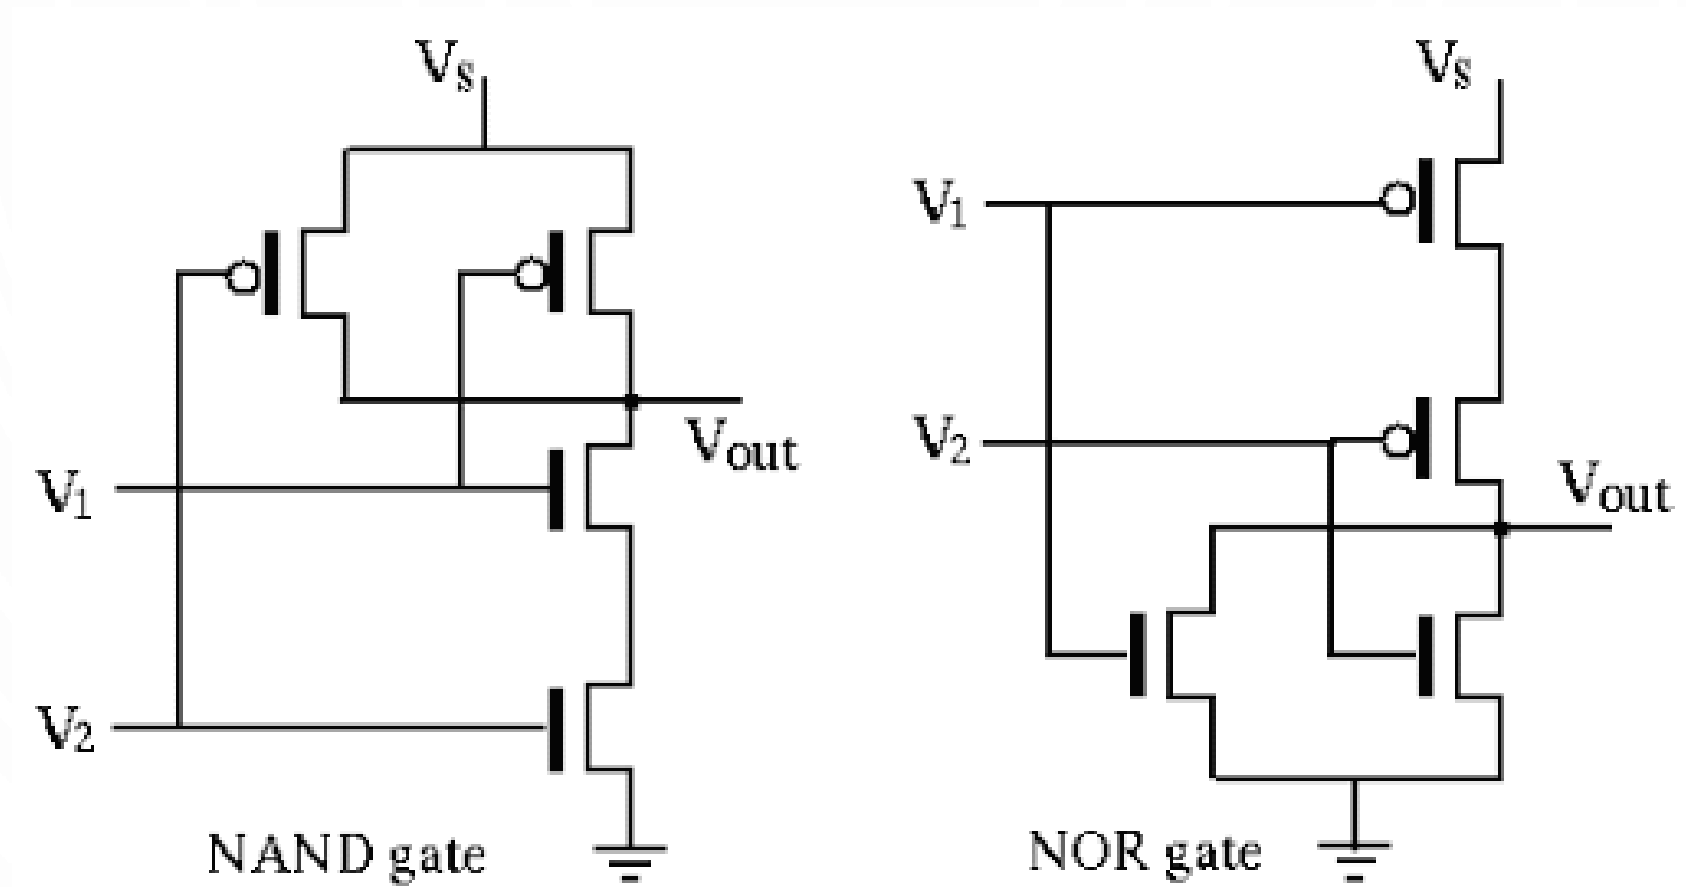 Vs
V1
V2
Vout
NAND gate
Vs
V1
V2
Vout
NOR gate